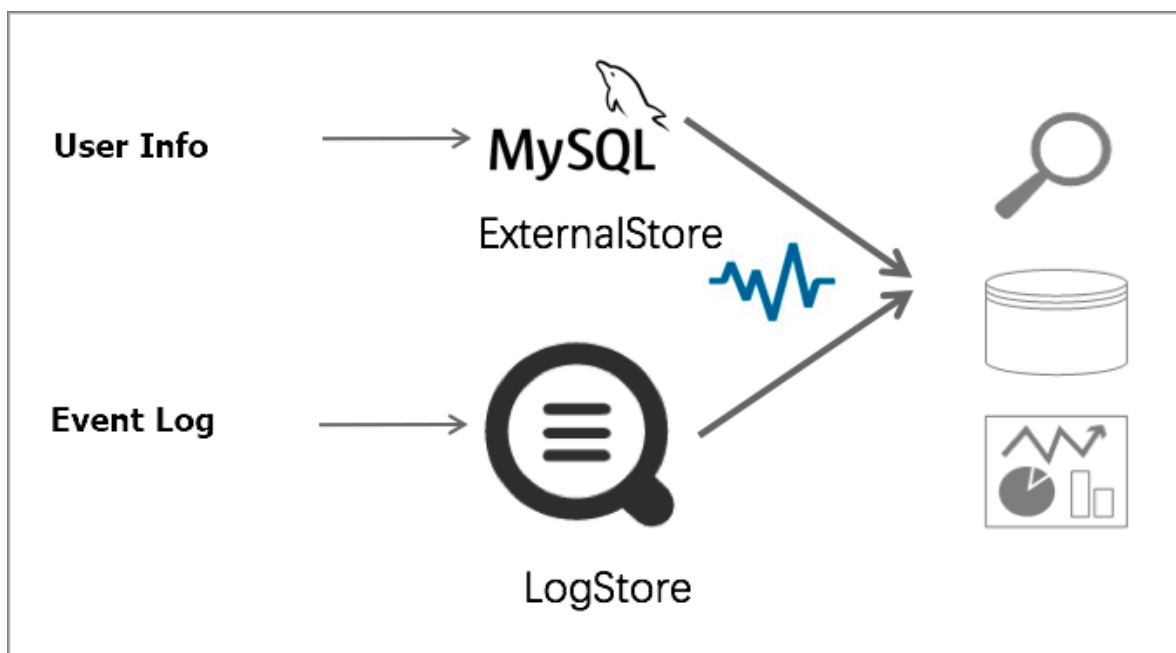 User Info
MySQL
ExternalStore
Event Log
LogStore